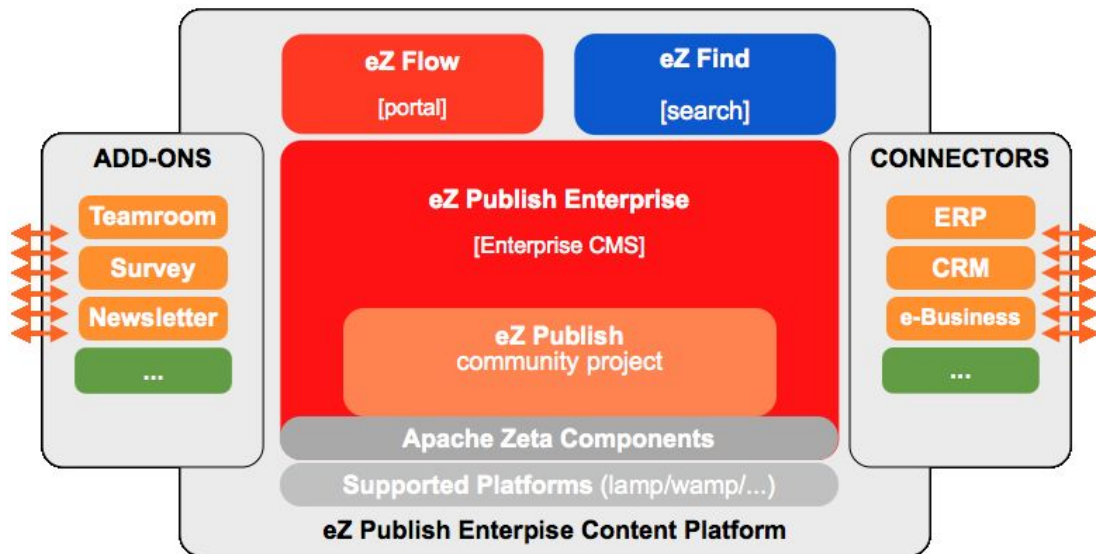 eZ Flow
[portal]
eZ Find
[search]
ADD-ONS
Teamroom
Survey
Newsletter
...
eZ Publish Enterprise
[Enterprise CMS]
eZ Publish
community project
Apache Zeta Components
Supported Platforms (lamp/wamp/...)
eZ Publish Enterpise Content Platform
CONNECTORS
ERP
CRM
e-Business
...